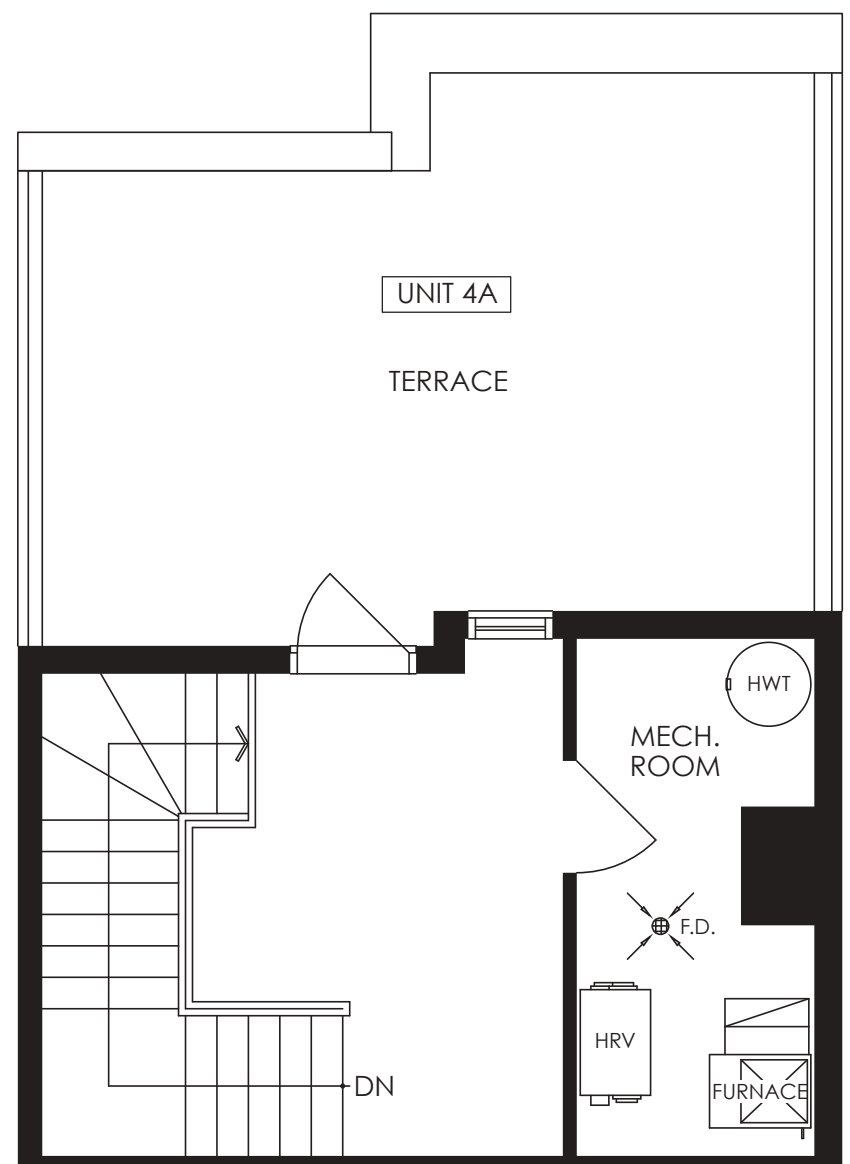 UNIT 4A
TERRACE
HWT
MECH.
ROOM
F.D.
HRV
FURNACE
DN